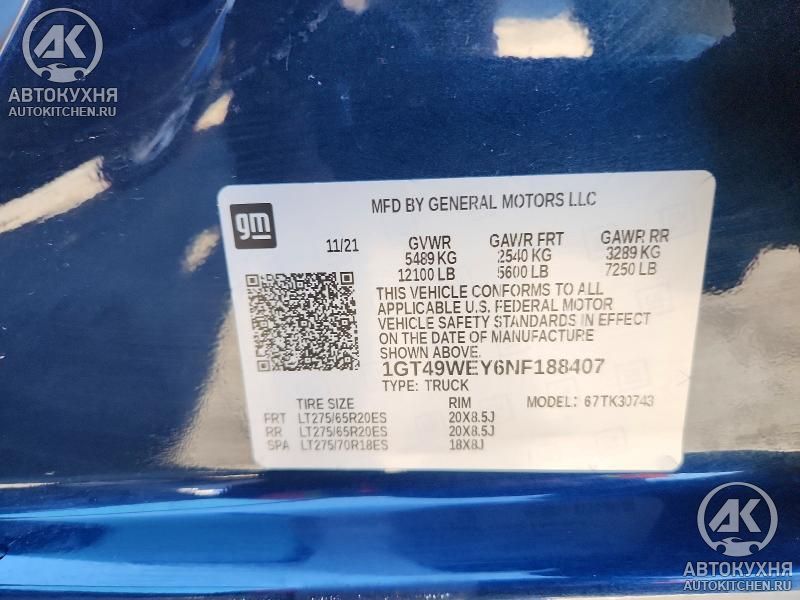 AK
АВТОКУХНЯ
AUTOKITCHEN.RU
gm
MFD BY GENERAL MOTORS LLC
11/21 GVWR GAWR FRT GAWR RR
5489 KG 2540 KG 3289 KG
12100 LB 5600 LB 7250 LB
THIS VEHICLE CONFORMS TO ALL
APPLICABLE U.S. FEDERAL MOTOR
VEHICLE SAFETY STANDARDS IN EFFECT
ON THE DATE OF MANUFACTURE
SHOWN ABOVE.
1GT49WEY6NF188407
TYPE: TRUCK
TIRE SIZE RIM MODEL: 67TK30743
FRT LT275/65R20ES 20X8.5J
RR LT275/65R20ES 20X8.5J
SPA LT275/70R18ES 18X8J
AK
АВТОКУХНЯ
AUTOKITCHEN.RU